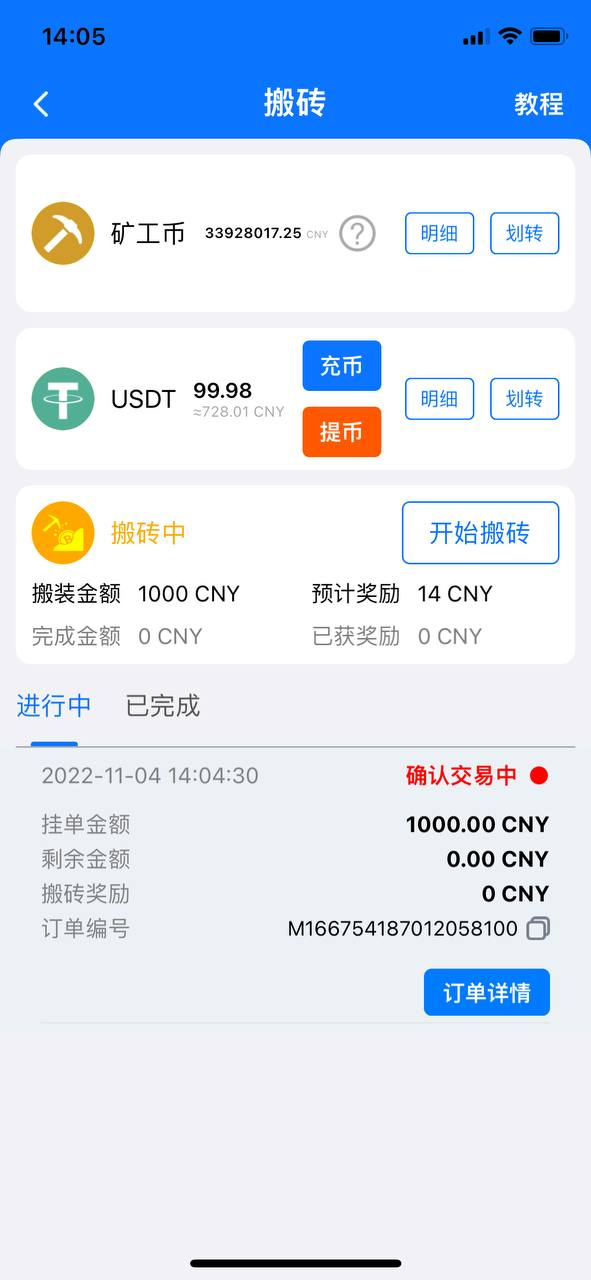 14:05
搬砖
教程
矿工币 33928017.25 CNY ? 明细 划转
充币
USDT 99.98 明细 划转
≈728.01 CNY
提币
搬砖中 开始搬砖
搬装金额 1000 CNY 预计奖励 14 CNY
完成金额 0 CNY 已获奖励 0 CNY
进行中 已完成
2022-11-04 14:04:30 确认交易中
挂单金额 1000.00 CNY
剩余金额 0.00 CNY
搬砖奖励 0 CNY
订单编号 M166754187012058100
订单详情